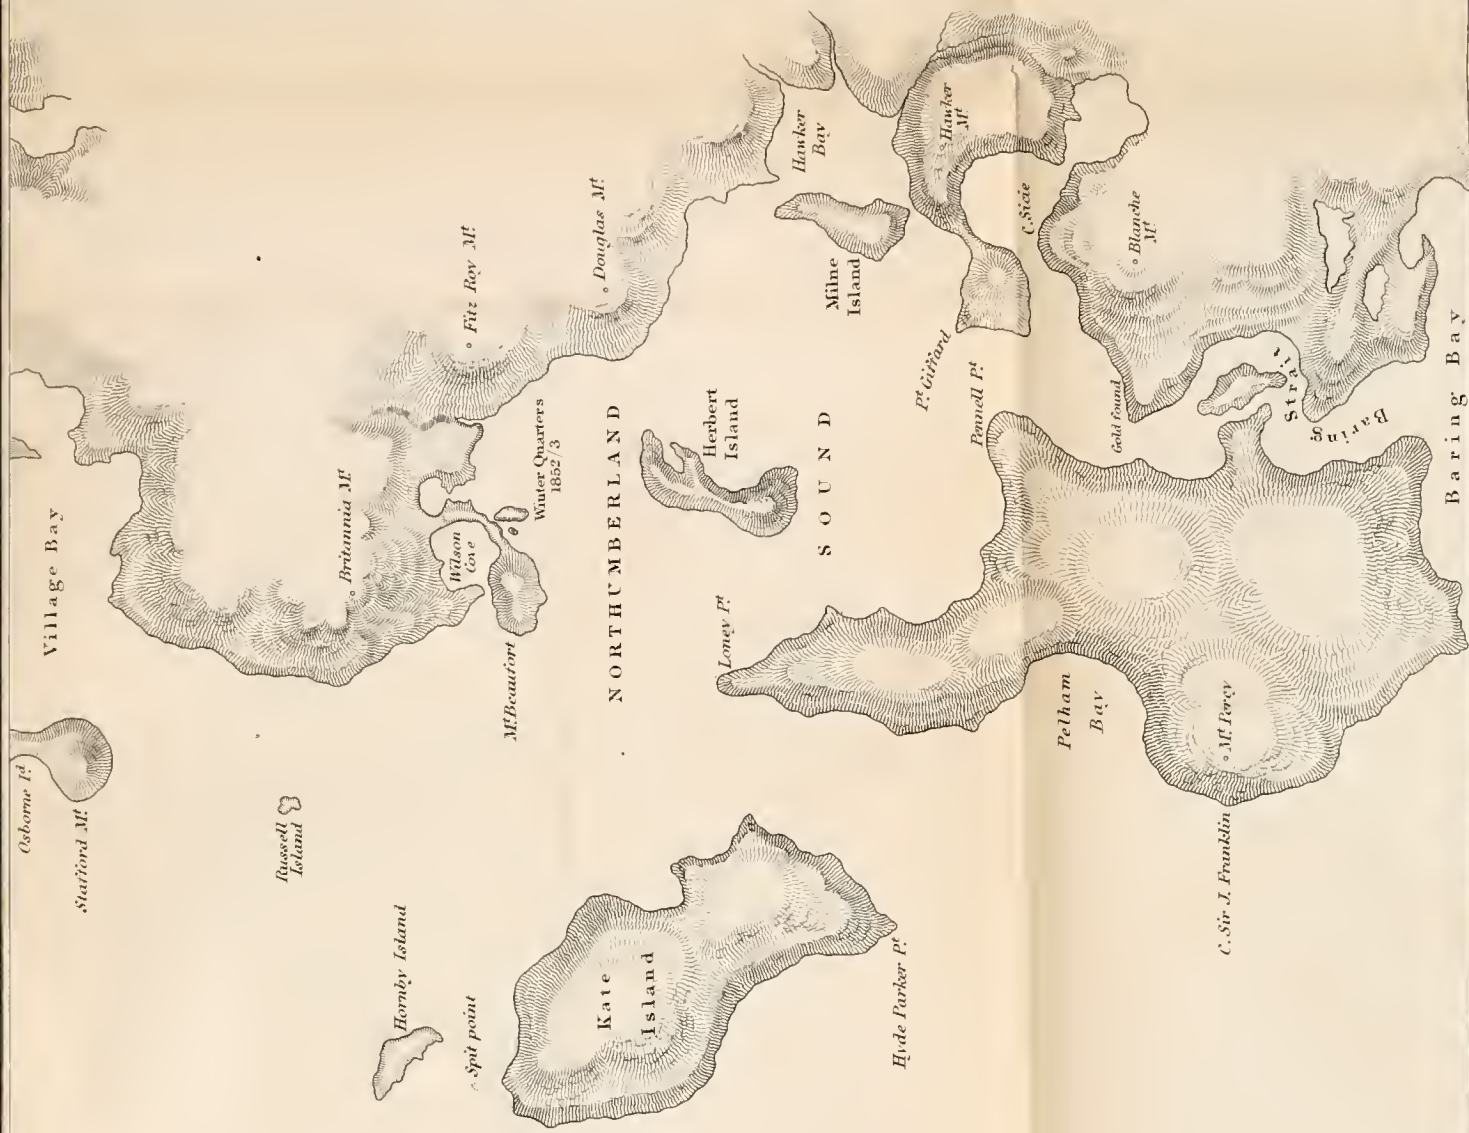 Village Bay
Osborne Id.
Stafford Mt.
Russell
Island
Hornby Island
Spit point
Kate
Island
Hyde Parker Pt.
Britannia Mt.
Fitz Roy Mt.
Douglas Mt.
Wilson
Cove
Winter Quarters
1852/3
Mt. Beaufort
NORTHUMBERLAND
SOUND
Herbert
Island
Hawker
Bay
Milne
Island
Hawker
Mt.
C. Sicie
Blanche
Mt.
Pt. Giffard
Pennell Pt.
Gold found
Loney Pt.
Pelham
Bay
Mt. Percy
C. Sir J. Franklin
Baring Strait
Baring Bay